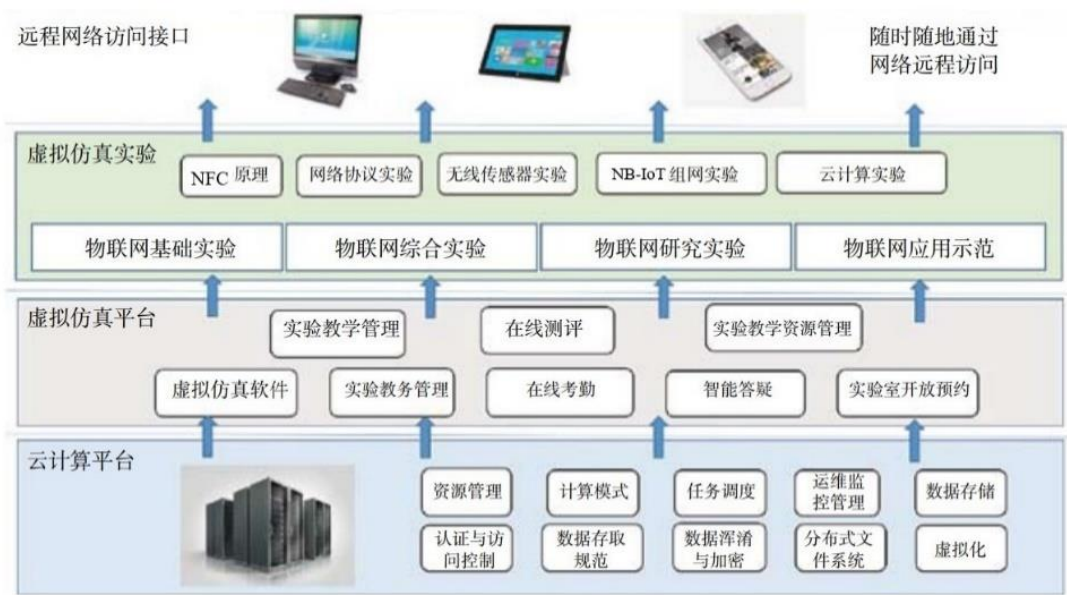 远程网络访问接口
随时随地通过
网络远程访问
虚拟仿真实验
NFC 原理
网络协议实验
无线传感器实验
NB-IoT 组网实验
云计算实验
物联网基础实验
物联网综合实验
物联网研究实验
物联网应用示范
虚拟仿真平台
实验教学管理
在线测评
实验教学资源管理
虚拟仿真软件
实验教务管理
在线考勤
智能答疑
实验室开放预约
云计算平台
资源管理
计算模式
任务调度
运维监
控管理
数据存储
认证与访
问控制
数据存取
规范
数据浑淆
与加密
分布式文
件系统
虚拟化